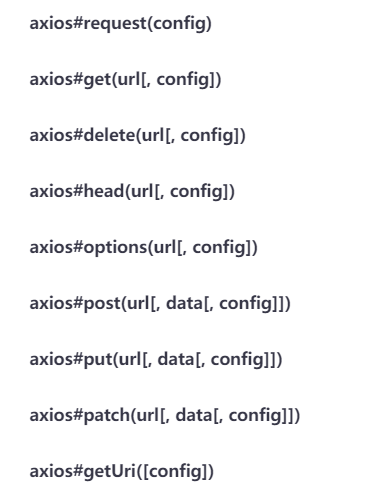 axios#request(config)
axios#get(url[, config])
axios#delete(url[, config])
axios#head(url[, config])
axios#options(url[, config])
axios#post(url[, data[, config]])
axios#put(url[, data[, config]])
axios#patch(url[, data[, config]])
axios#getUri([config])